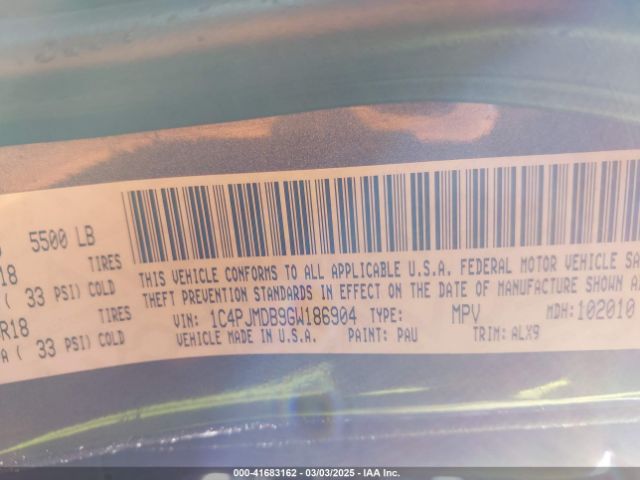 5500 LB
TIRES
( 33 PSI) COLD
R18
TIRES
( 33 PSI) COLD
THIS VEHICLE CONFORMS TO ALL APPLICABLE U.S.A. FEDERAL MOTOR VEHICLE
THEFT PREVENTION STANDARDS IN EFFECT ON THE DATE OF MANUFACTURE SHOWN
VIN: 1C4PJMDB9GW186904 TYPE: MPV MDH: 102010
VEHICLE MADE IN U.S.A. PAINT: PAU TRIM: ALX9
000-41683162 - 03/03/2025 - IAA Inc.